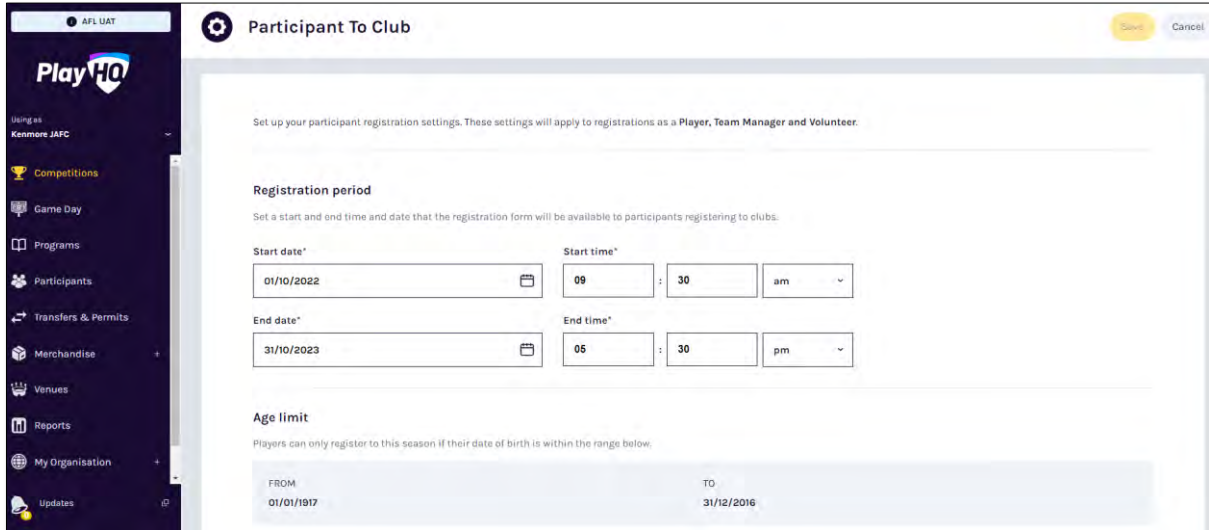 AFL UAT
PlayHQ
Using as
Kenmore JAFC
Competitions
Game Day
Programs
Participants
Transfers & Permits
Merchandise +
Venues
Reports
My Organisation +
Updates
Participant To Club
Save
Cancel
Set up your participant registration settings. These settings will apply to registrations as a Player, Team Manager and Volunteer.
Registration period
Set a start and end time and date that the registration form will be available to participants registering to clubs.
Start date* Start time*
01/10/2022 09 : 30 am
End date* End time*
31/10/2023 05 : 30 pm
Age limit
Players can only register to this season if their date of birth is within the range below.
FROM TO
01/01/1917 31/12/2016